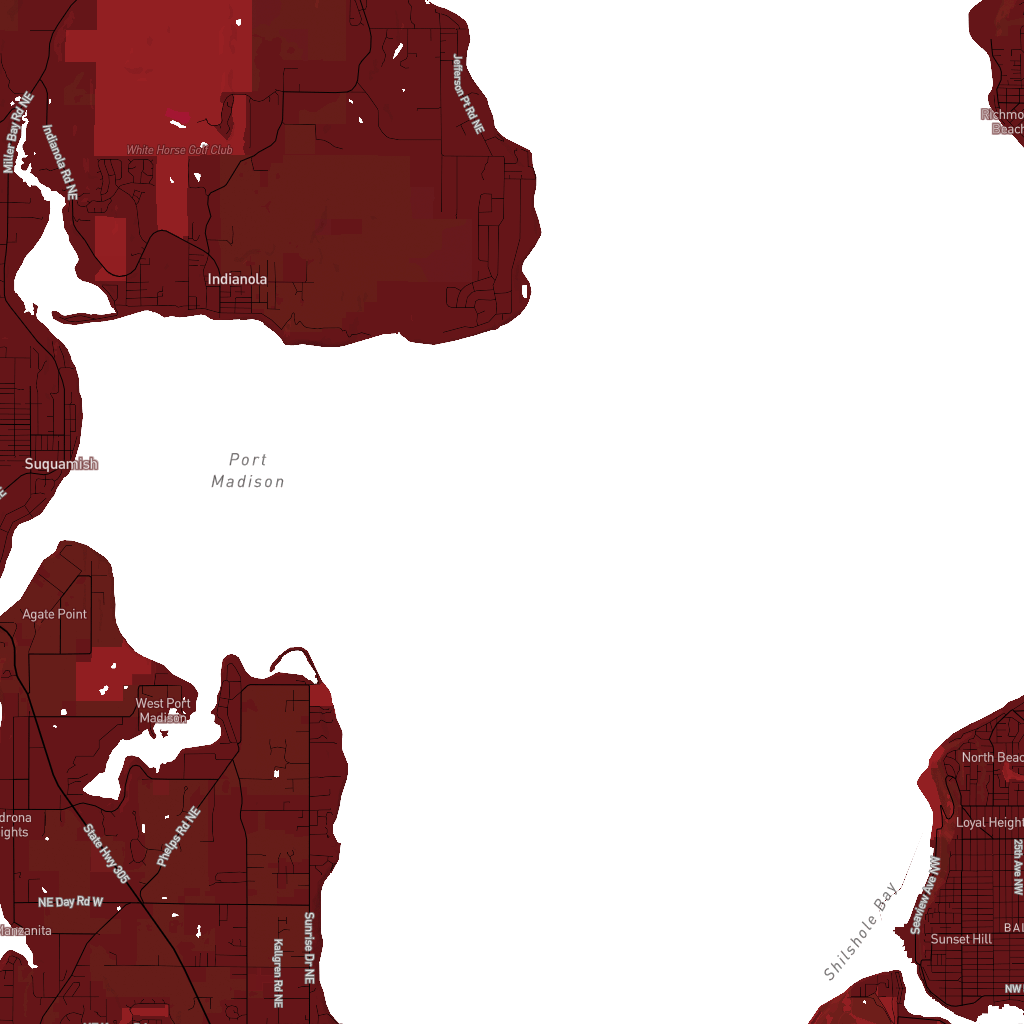 Jefferson Pt Rd NE
Miller Bay Rd NE
Indianola Rd NE
White Horse Golf Club
Indianola
Suquamish
Port
Madison
Agate Point
West Port
Madison
State Hwy 305
Phelps Rd NE
NE Day Rd W
Sunrise Dr NE
Kallgren Rd NE
North Beac
Loyal Height
25th Ave NW
Seaview Ave NW
Shilshole Bay
BAL
Sunset Hill
NW
Richmo
Beach
drona
ights
Manzanita